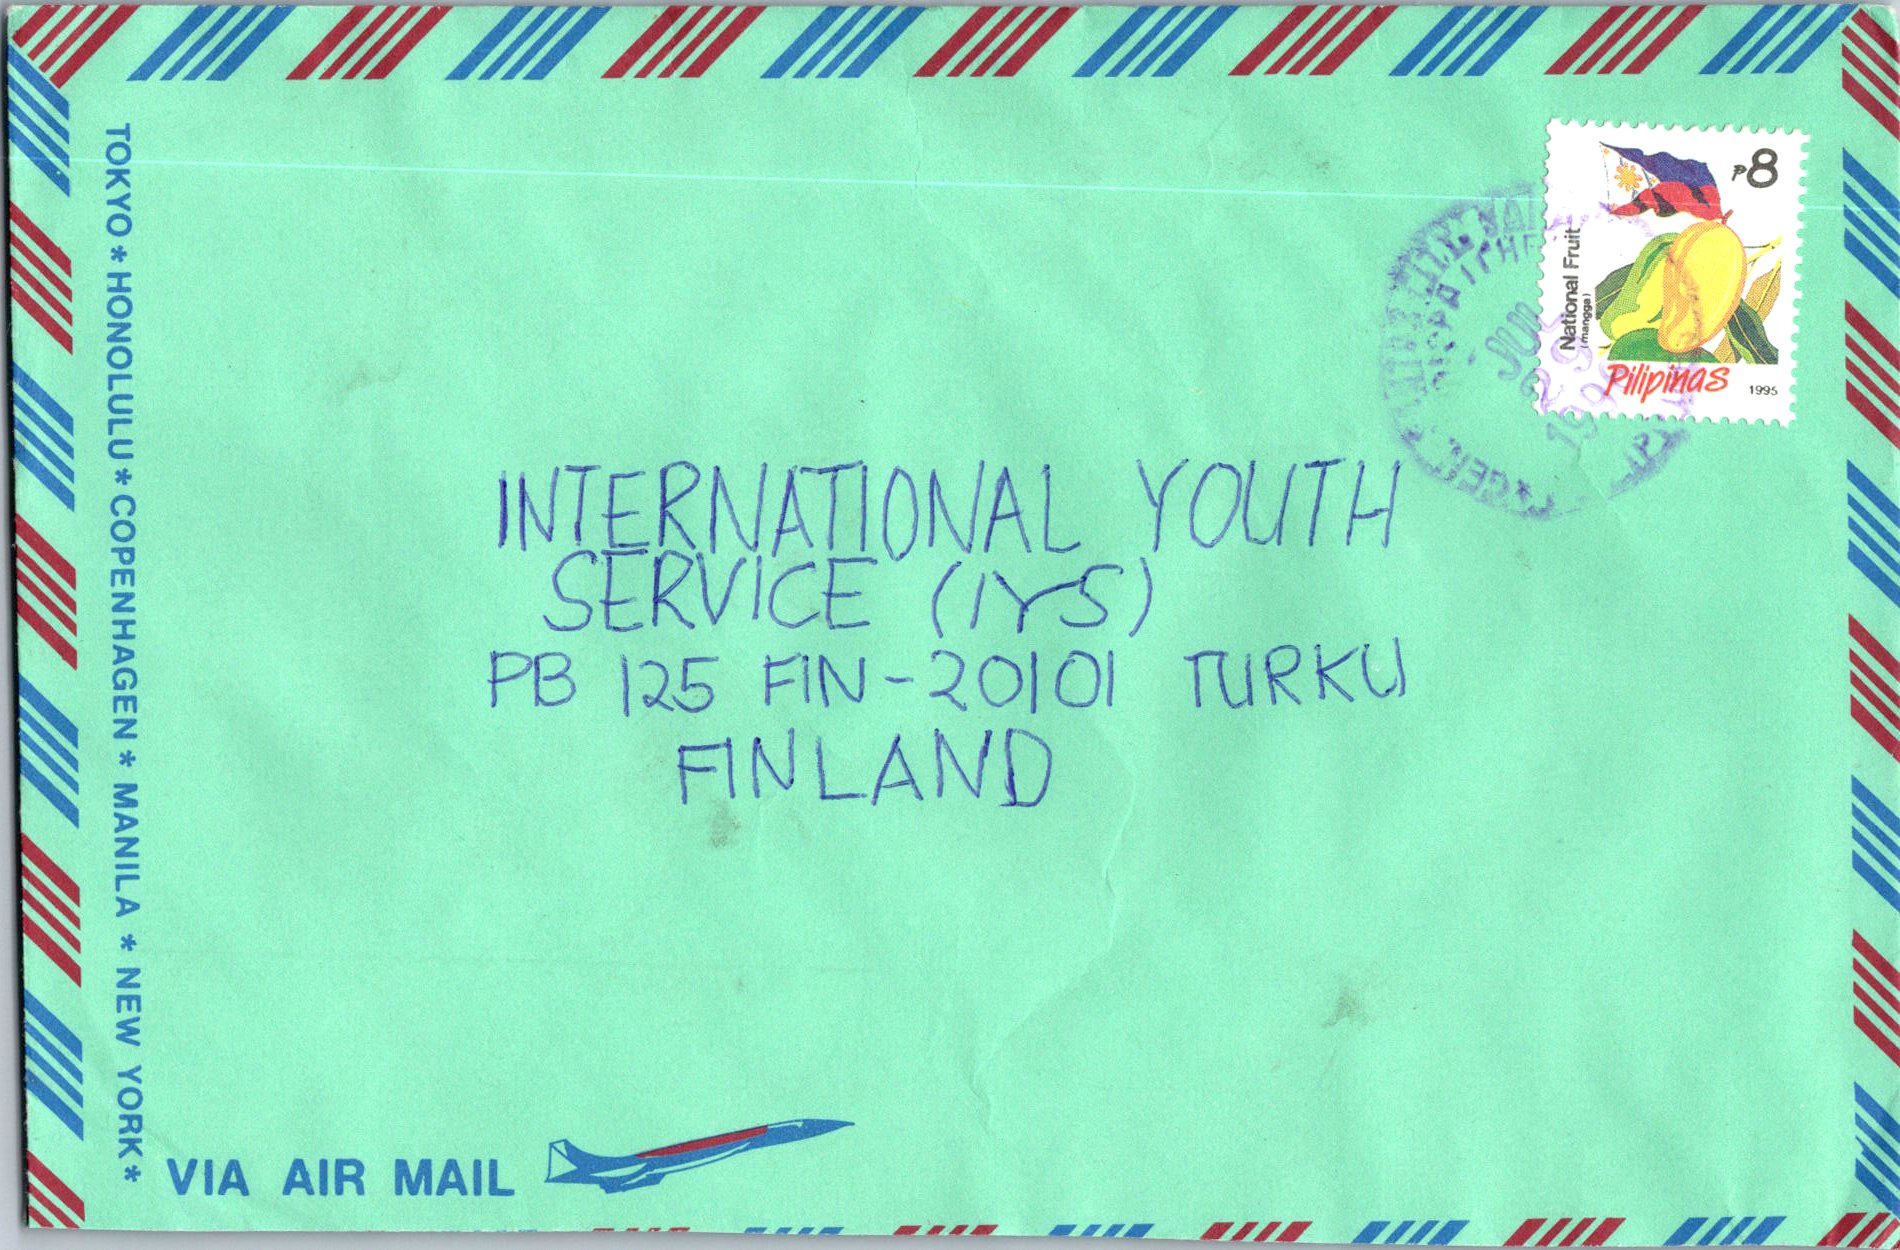 TOKYO * HONOLULU * COPENHAGEN * MANILA * NEW YORK *
₱8
National Fruit
(mangga)
Pilipinas
1995
JUN
INTERNATIONAL YOUTH
SERVICE (IYS)
PB 125 FIN-20101 TURKU
FINLAND
VIA AIR MAIL